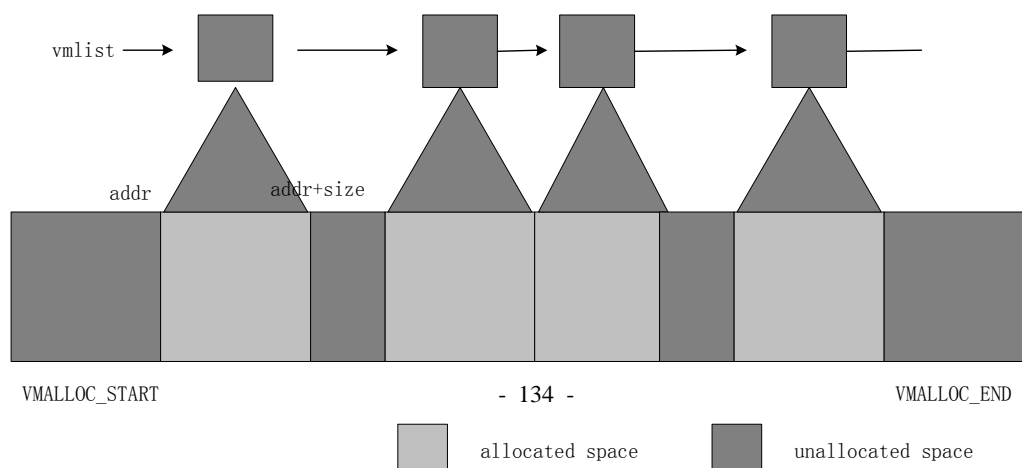 vmlist
addr
addr+size
VMALLOC_START
- 134 -
VMALLOC_END
allocated space
unallocated space